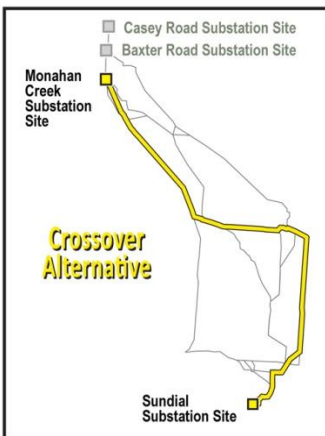 Casey Road Substation Site
Baxter Road Substation Site
Monahan
Creek
Substation
Site
Crossover
Alternative
Sundial
Substation Site